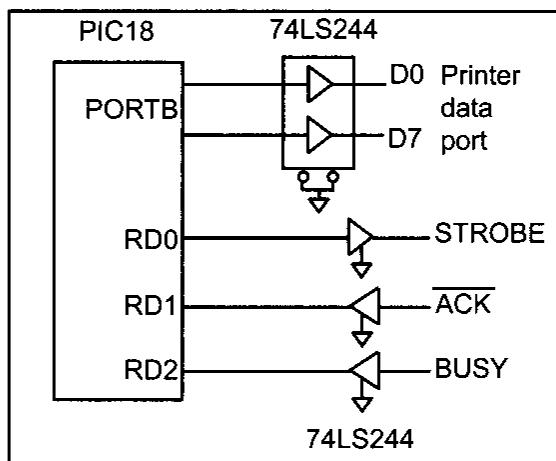 PIC18
74LS244
PORTB
D0 Printer
data
D7 port
RD0
STROBE
RD1
ACK
RD2
BUSY
74LS244